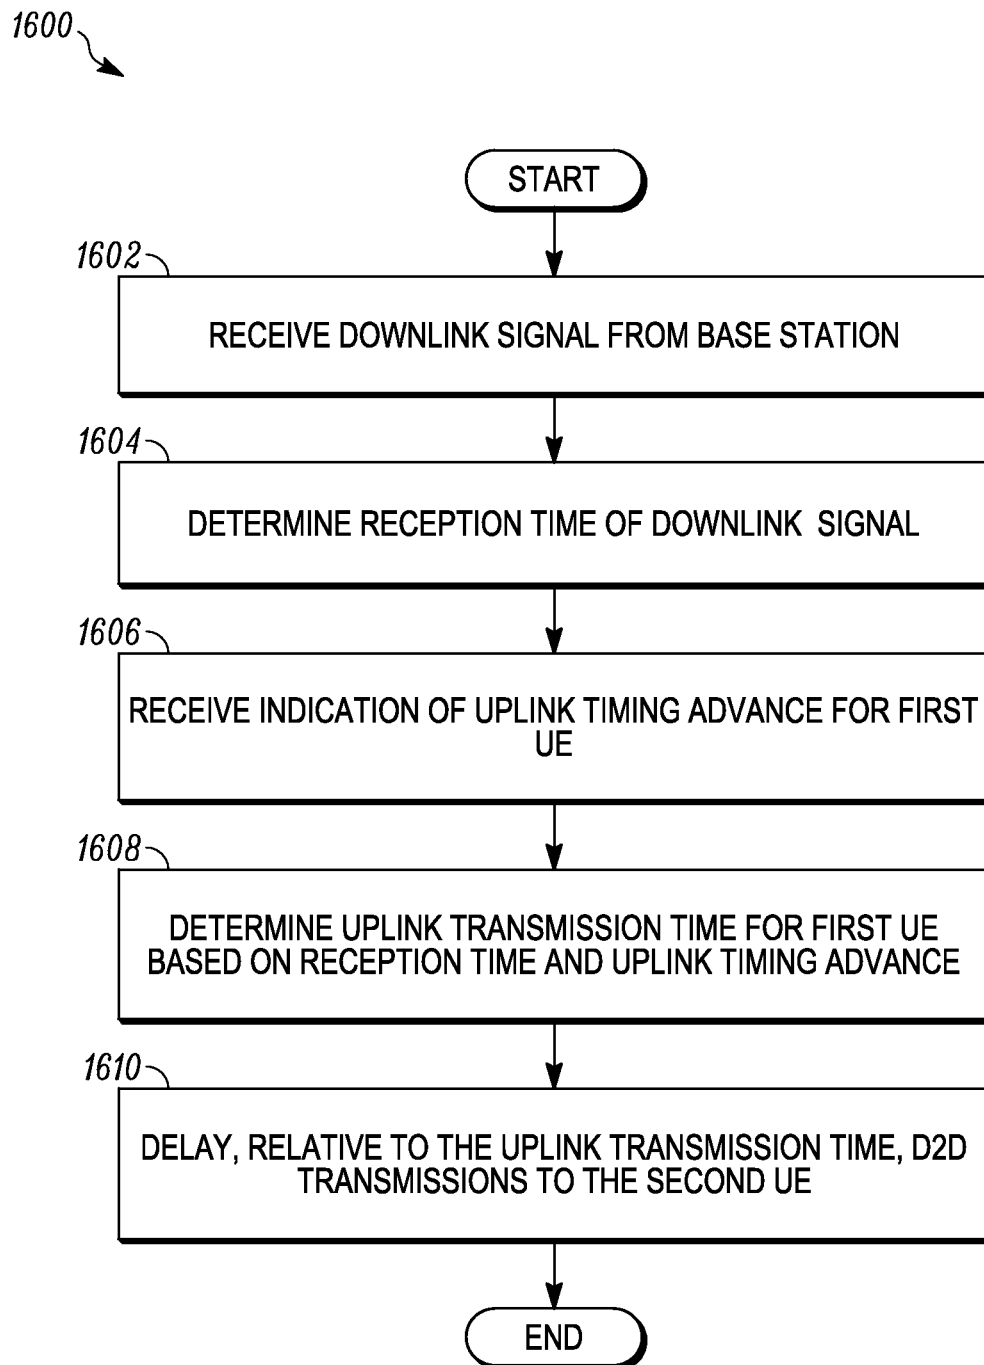 1600
START
1602
RECEIVE DOWNLINK SIGNAL FROM BASE STATION
1604
DETERMINE RECEPTION TIME OF DOWNLINK SIGNAL
1606
RECEIVE INDICATION OF UPLINK TIMING ADVANCE FOR FIRST
UE
1608
DETERMINE UPLINK TRANSMISSION TIME FOR FIRST UE
BASED ON RECEPTION TIME AND UPLINK TIMING ADVANCE
1610
DELAY, RELATIVE TO THE UPLINK TRANSMISSION TIME, D2D
TRANSMISSIONS TO THE SECOND UE
END